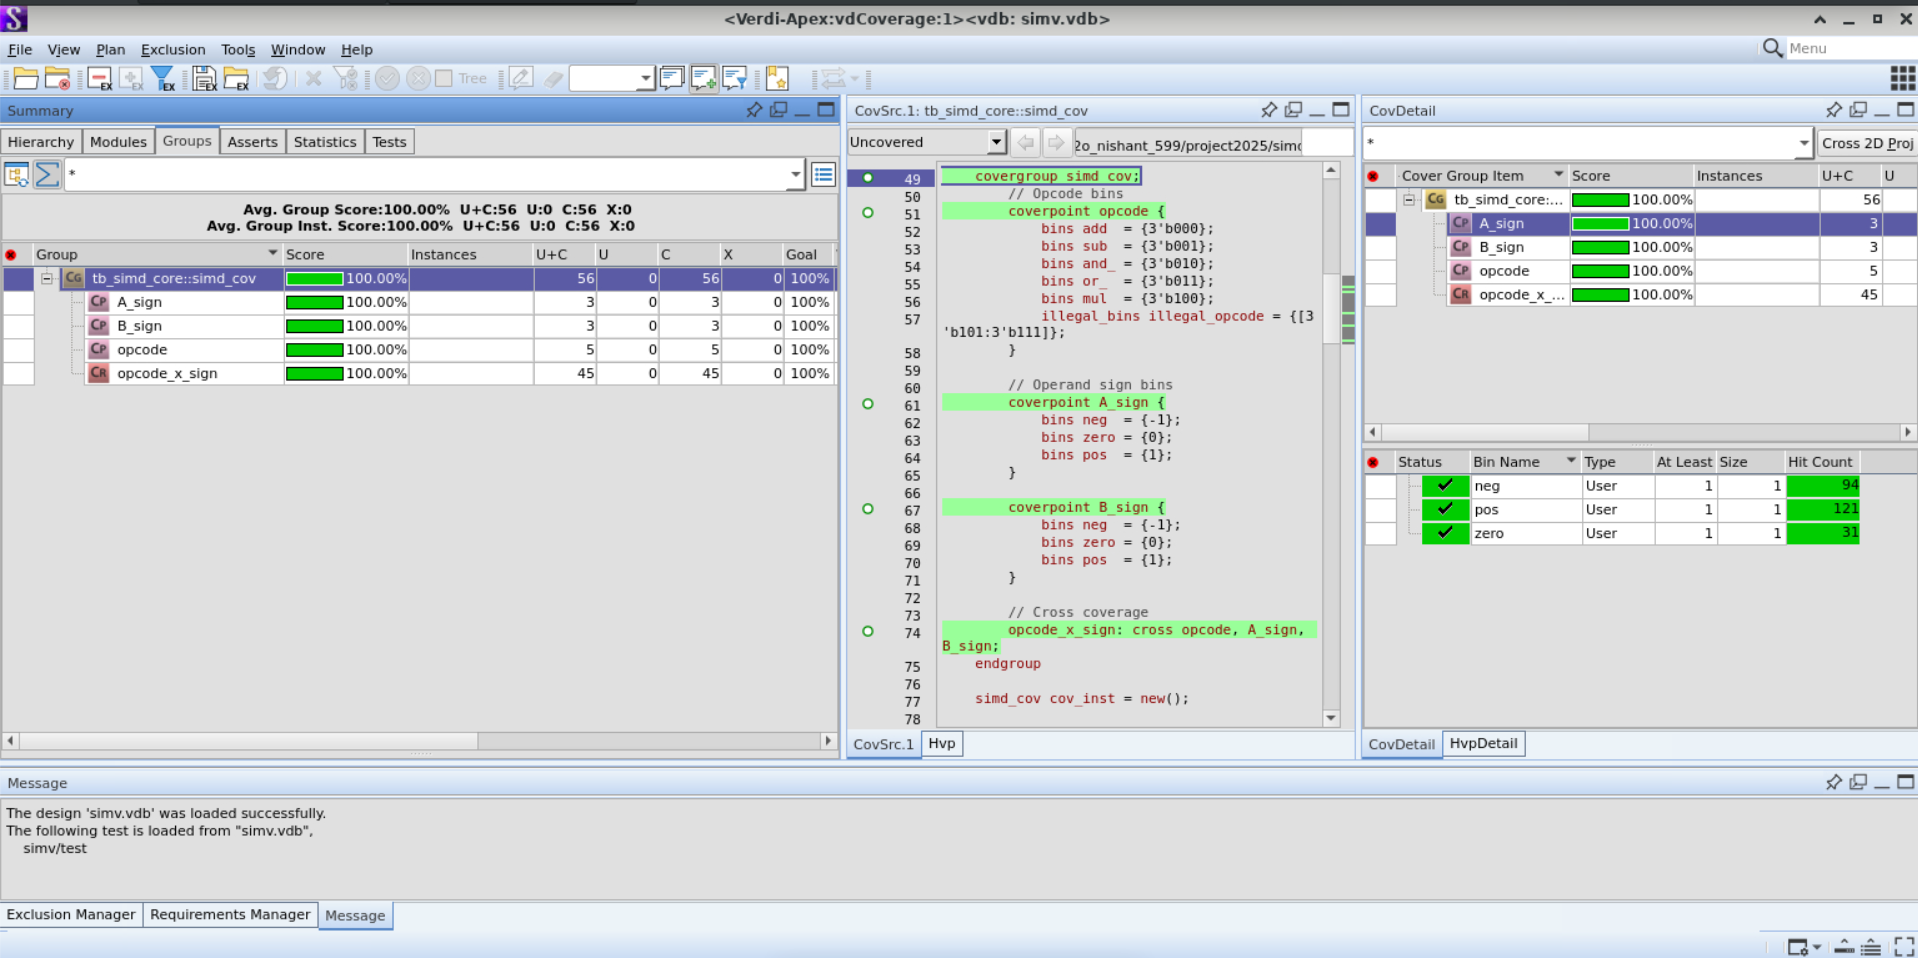 <Verdi-Apex:vdCoverage:1><vdb: simv.vdb>
File View Plan Exclusion Tools Window Help
Menu
EX EX EX EX EX Tree
Summary
Hierarchy Modules Groups Asserts Statistics Tests
*
Avg. Group Score:100.00% U+C:56 U:0 C:56 X:0
Avg. Group Inst. Score:100.00% U+C:56 U:0 C:56 X:0
Group Score Instances U+C U C X Goal
CG tb_simd_core::simd_cov 100.00% 56 0 56 0 100%
CP A_sign 100.00% 3 0 3 0 100%
CP B_sign 100.00% 3 0 3 0 100%
CP opcode 100.00% 5 0 5 0 100%
CR opcode_x_sign 100.00% 45 0 45 0 100%
CovSrc.1: tb_simd_core::simd_cov
Uncovered 2o_nishant_599/project2025/simd
49 covergroup simd_cov;
50 // Opcode bins
51 coverpoint opcode {
52 bins add = {3'b000};
53 bins sub = {3'b001};
54 bins and_ = {3'b010};
55 bins or_ = {3'b011};
56 bins mul = {3'b100};
57 illegal_bins illegal_opcode = {[3
'b101:3'b111]};
58 }
59
60 // Operand sign bins
61 coverpoint A_sign {
62 bins neg = {-1};
63 bins zero = {0};
64 bins pos = {1};
65 }
66
67 coverpoint B_sign {
68 bins neg = {-1};
69 bins zero = {0};
70 bins pos = {1};
71 }
72
73 // Cross coverage
74 opcode_x_sign: cross opcode, A_sign,
B_sign;
75 endgroup
76
77 simd_cov cov_inst = new();
78
CovSrc.1 Hvp
CovDetail
* Cross 2D Proj
Cover Group Item Score Instances U+C U
CG tb_simd_core:... 100.00% 56
CP A_sign 100.00% 3
CP B_sign 100.00% 3
CP opcode 100.00% 5
CR opcode_x_... 100.00% 45
Status Bin Name Type At Least Size Hit Count
neg User 1 1 94
pos User 1 1 121
zero User 1 1 31
CovDetail HvpDetail
Message
The design 'simv.vdb' was loaded successfully.
The following test is loaded from "simv.vdb",
simv/test
Exclusion Manager Requirements Manager Message